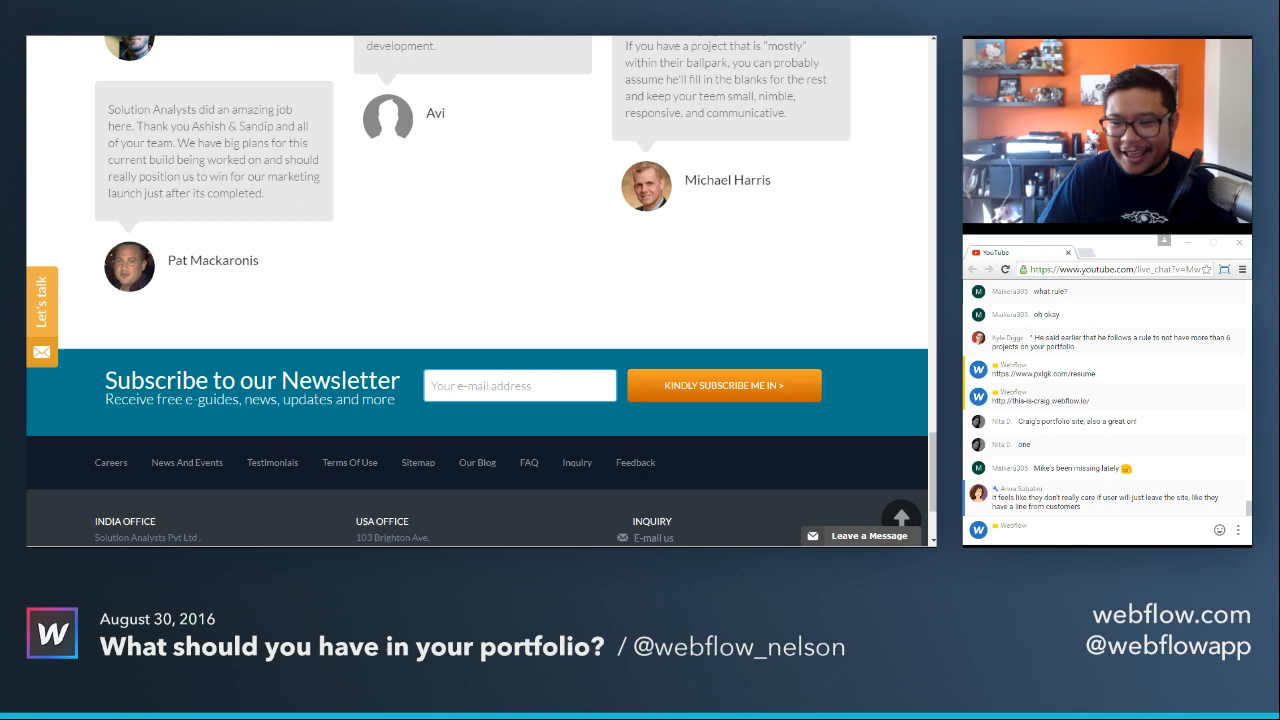 development.
If you have a project that is "mostly"
within their ballpark, you can probably
assume he'll fill in the blanks for the rest
and keep your teem small, nimble,
responsive, and communicative.
Solution Analysts did an amazing job
here. Thank you Ashish & Sandip and all
of your team. We have big plans for this
current build being worked on and should
really position us to win for our marketing
launch just after its completed.
Avi
Michael Harris
Pat Mackaronis
Let's talk
Subscribe to our Newsletter
Receive free e-guides, news, updates and more
Your e-mail address
KINDLY SUBSCRIBE ME IN >
Careers News And Events Testimonials Terms Of Use Sitemap Our Blog FAQ Inquiry Feedback
INDIA OFFICE USA OFFICE INQUIRY
Solution Analysts Pvt Ltd . 103 Brighton Ave. E-mail us
Leave a Message
YouTube
https://www.youtube.com/live_chat?v=Mw
M Maikeru305 what rule?
M Maikeru305 oh okay
Kyle Diggs ^ He said earlier that he follows a rule to not have more than 6
projects on your portfolio
W Webflow
https://www.pxlgk.com/resume
W Webflow
http://this-is-craig.webflow.io/
Nita D. Craig's portfolio site, also a great on!
Nita D. one
M Maikeru305 Mike's been missing lately
Anna Sabatini
it feels like they don't really care if user will just leave the site, like they
have a line from customers
W Webflow
W
August 30, 2016
What should you have in your portfolio? / @webflow_nelson
webflow.com
@webflowapp